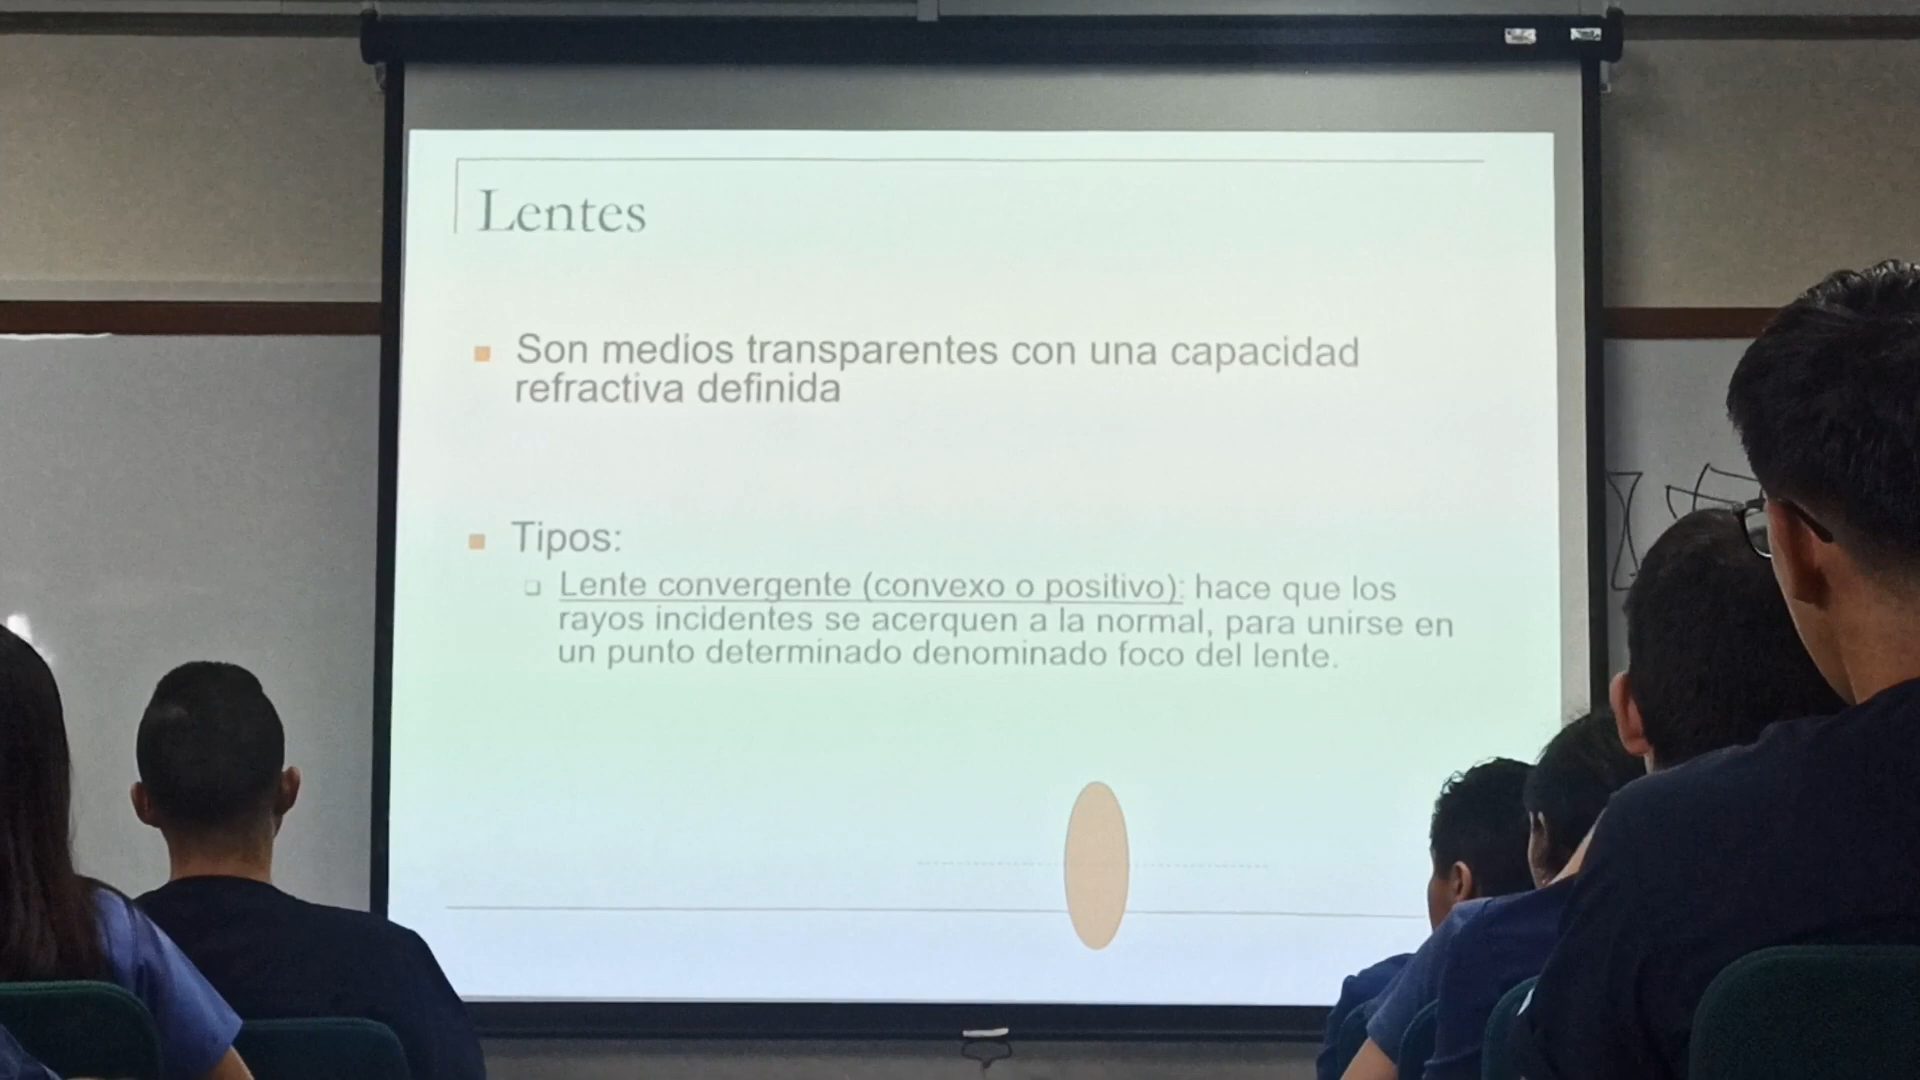 Lentes
Son medios transparentes con una capacidad
refractiva definida
Tipos:
Lente convergente (convexo o positivo): hace que los
rayos incidentes se acerquen a la normal, para unirse en
un punto determinado denominado foco del lente.